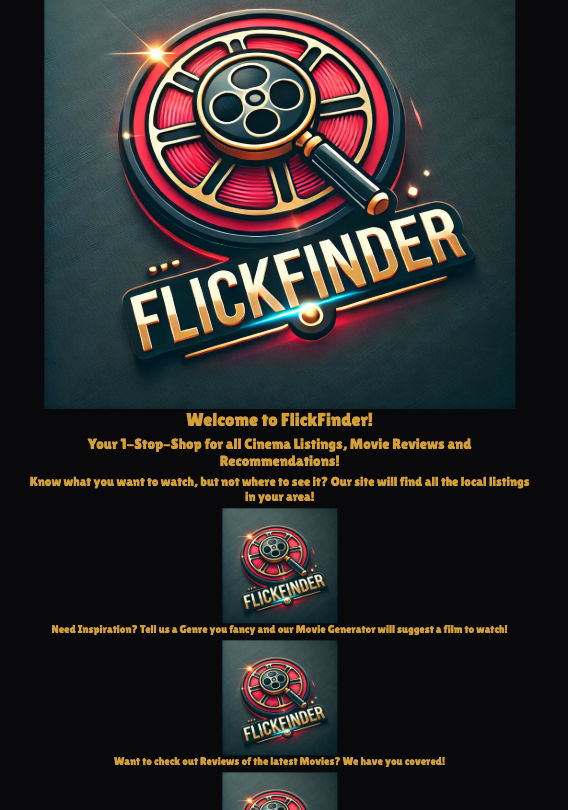 FLICKFINDER
Welcome to FlickFinder!
Your 1-Stop-Shop for all Cinema Listings, Movie Reviews and
Recommendations!
Know what you want to watch, but not where to see it? Our site will find all the local listings
in your area!
FLICKFINDER
Need Inspiration? Tell us a Genre you fancy and our Movie Generator will suggest a film to watch!
FLICKFINDER
Want to check out Reviews of the latest Movies? We have you covered!